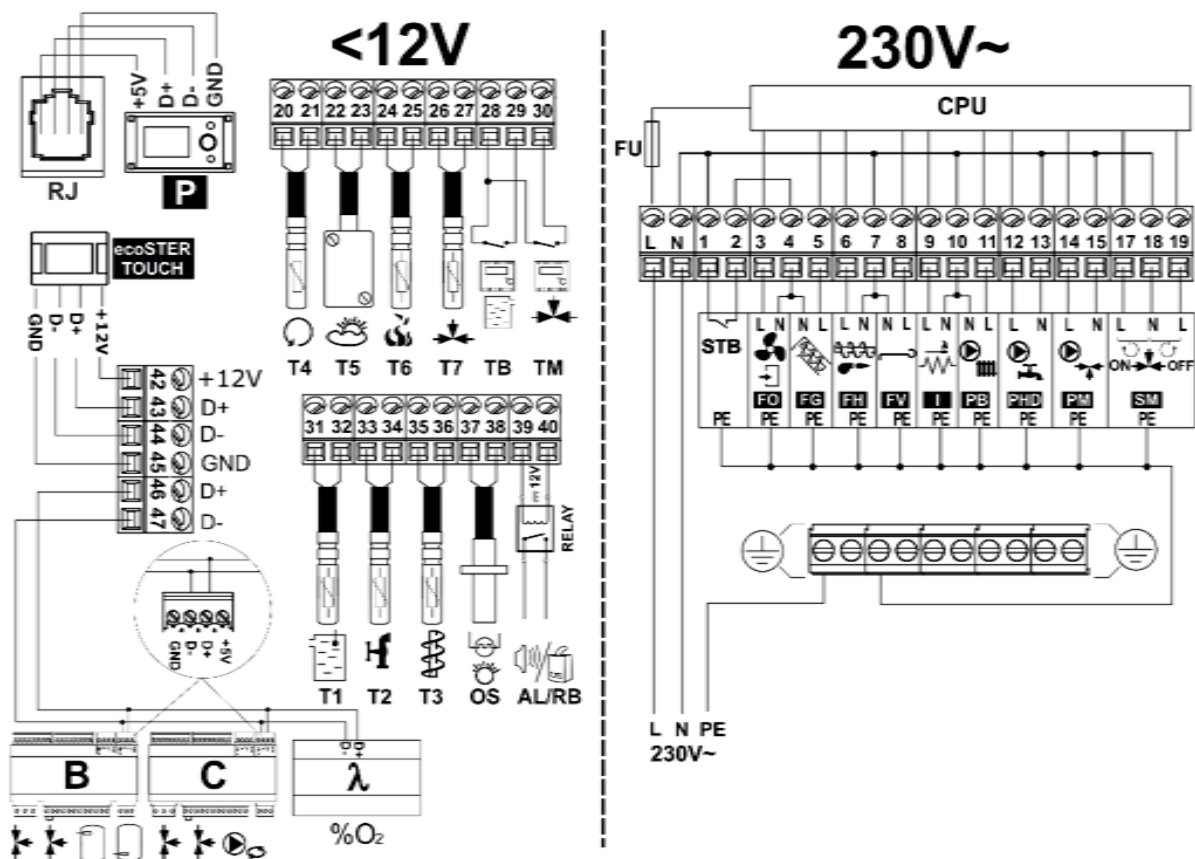 <12V
230V~
+5V D+ D- GND
RJ
P
ecoSTER
TOUCH
GND D- D+ +12V
42 +12V
43 D+
44 D-
45 GND
46 D+
47 D-
GND D- D+ +5V
B
C
D- D+
λ
%O₂
20 21 22 23 24 25 26 27 28 29 30
T4 T5 T6 T7 TB TM
31 32 33 34 35 36 37 38 39 40
12V
RELAY
T1 T2 T3 OS AL/RB
CPU
FU
L N 1 2 3 4 5 6 7 8 9 10 11 12 13 14 15 17 18 19
L N N L L N N L L N N L L N L N L N L
STB
ON OFF
FO FG FH FV I PB PHD PM SM
PE PE PE PE PE PE PE PE PE PE
L N PE
230V~